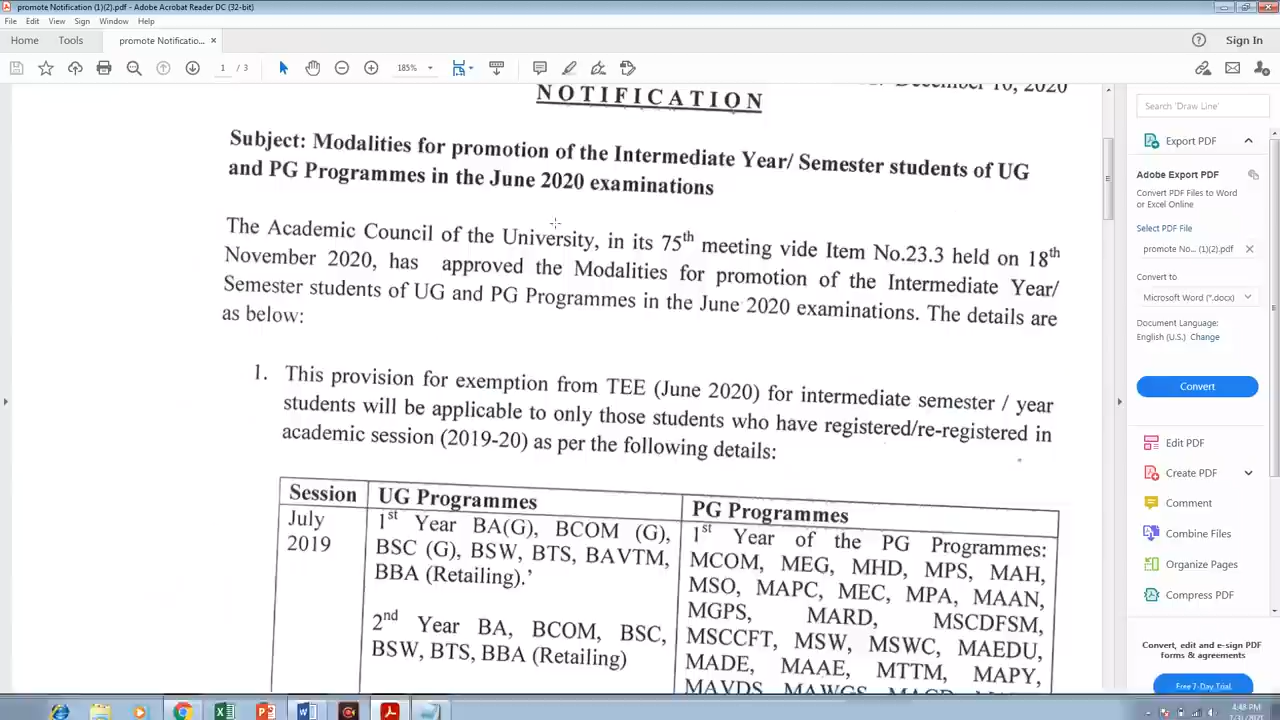 promote Notification (1)(2).pdf - Adobe Acrobat Reader DC (32-bit)
File Edit View Sign Window Help
Home Tools promote Notificatio... × Sign In
1 / 3 185%
December 10, 2020
NOTIFICATION
Subject: Modalities for promotion of the Intermediate Year/ Semester students of UG
and PG Programmes in the June 2020 examinations
The Academic Council of the University, in its 75th meeting vide Item No.23.3 held on 18th
November 2020, has approved the Modalities for promotion of the Intermediate Year/
Semester students of UG and PG Programmes in the June 2020 examinations. The details are
as below:
1. This provision for exemption from TEE (June 2020) for intermediate semester / year
students will be applicable to only those students who have registered/re-registered in
academic session (2019-20) as per the following details:
Session UG Programmes PG Programmes
July
2019
1st Year BA(G), BCOM (G),
BSC (G), BSW, BTS, BAVTM,
BBA (Retailing).’
2nd Year BA, BCOM, BSC,
BSW, BTS, BBA (Retailing)
1st Year of the PG Programmes:
MCOM, MEG, MHD, MPS, MAH,
MSO, MAPC, MEC, MPA, MAAN,
MGPS, MARD, MSCDFSM,
MSCCFT, MSW, MSWC, MAEDU,
MADE, MAAE, MTTM, MAPY,
MAVDS, MAWGS,
Search 'Draw Line'
Export PDF
Adobe Export PDF
Convert PDF Files to Word
or Excel Online
Select PDF File
promote No... (1)(2).pdf ×
Convert to
Microsoft Word (*.docx)
Document Language:
English (U.S.) Change
Convert
Edit PDF
Create PDF
Comment
Combine Files
Organize Pages
Compress PDF
Convert, edit and e-sign PDF
forms & agreements
Free 7-Day Trial
4:48 PM